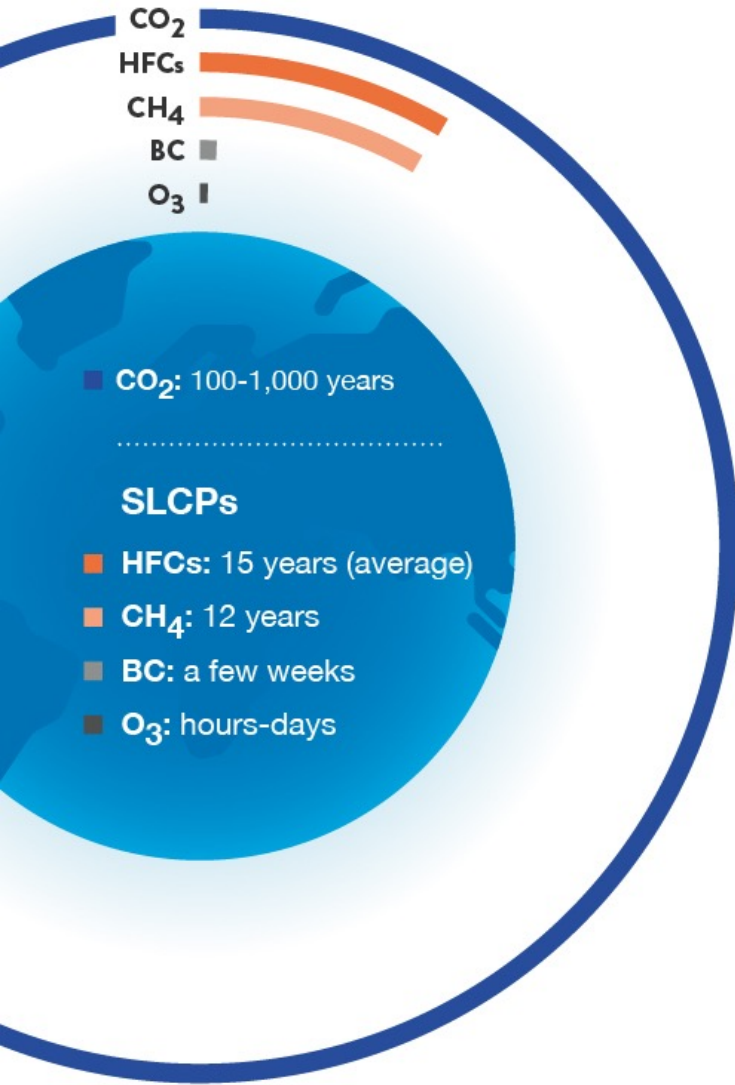 CO₂
HFCs
CH₄
BC
O₃
CO₂: 100-1,000 years
SLCPs
HFCs: 15 years (average)
CH₄: 12 years
BC: a few weeks
O₃: hours-days